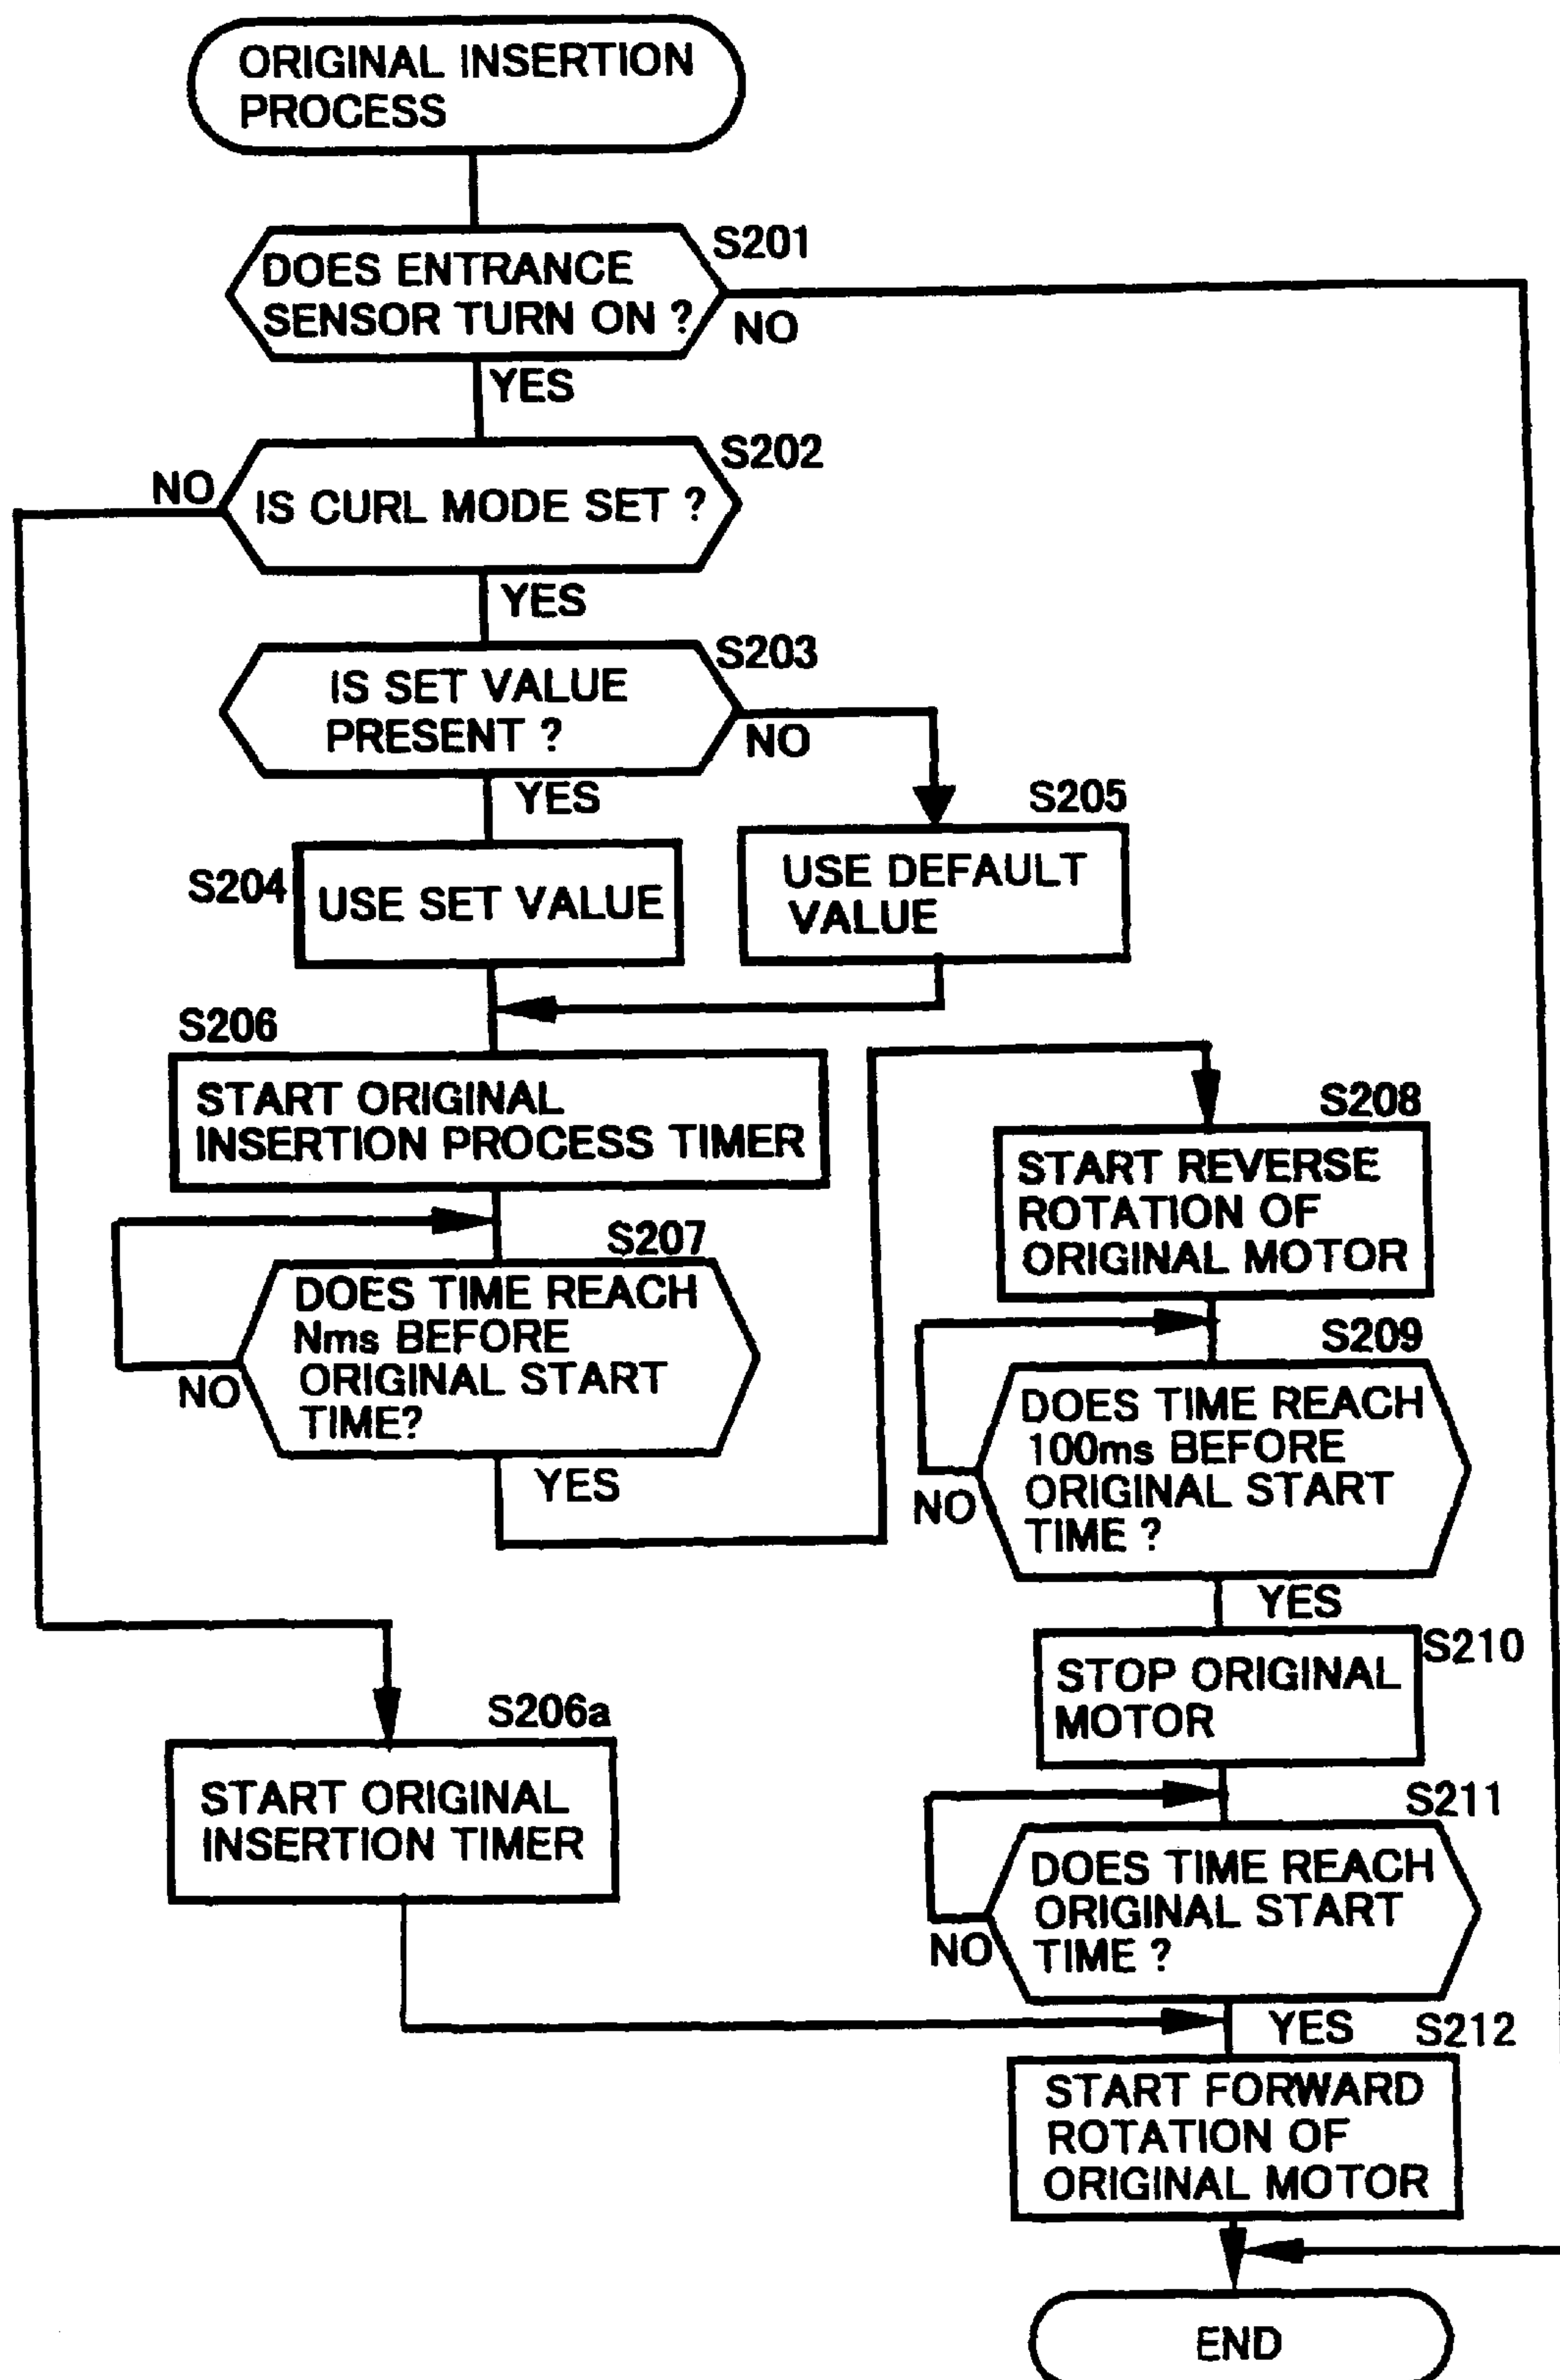 ORIGINAL INSERTION
PROCESS
S201
DOES ENTRANCE
SENSOR TURN ON ?
NO
YES
S202
NO
IS CURL MODE SET ?
YES
S203
IS SET VALUE
PRESENT ?
NO
YES
S205
S204
USE SET VALUE
USE DEFAULT
VALUE
S206
START ORIGINAL
INSERTION PROCESS TIMER
S207
DOES TIME REACH
Nms BEFORE
ORIGINAL START
TIME?
NO
YES
S208
START REVERSE
ROTATION OF
ORIGINAL MOTOR
S209
DOES TIME REACH
100ms BEFORE
ORIGINAL START
TIME ?
NO
YES
S210
STOP ORIGINAL
MOTOR
S206a
START ORIGINAL
INSERTION TIMER
S211
DOES TIME REACH
ORIGINAL START
TIME ?
NO
YES
S212
START FORWARD
ROTATION OF
ORIGINAL MOTOR
END